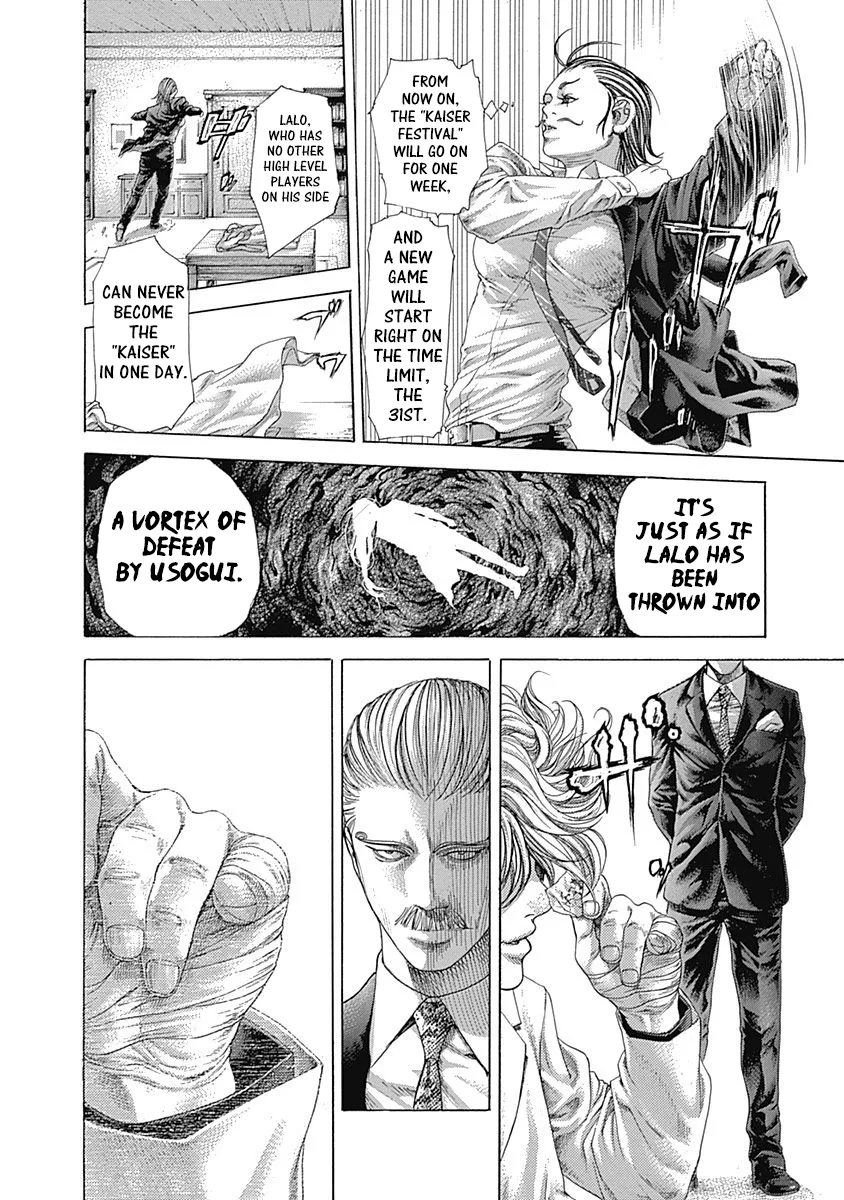 FROM
NOW ON,
THE "KAISER
FESTIVAL"
WILL GO ON
FOR ONE
WEEK,
AND
A NEW
GAME
WILL
START
RIGHT ON
THE TIME
LIMIT,
THE
31ST.
LALO,
WHO HAS
NO OTHER
HIGH LEVEL
PLAYERS
ON HIS SIDE
CAN NEVER
BECOME
THE
"KAISER"
IN ONE DAY.
IT'S
JUST AS IF
LALO HAS
BEEN
THROWN INTO
A VORTEX OF
DEFEAT
BY USOGUI.